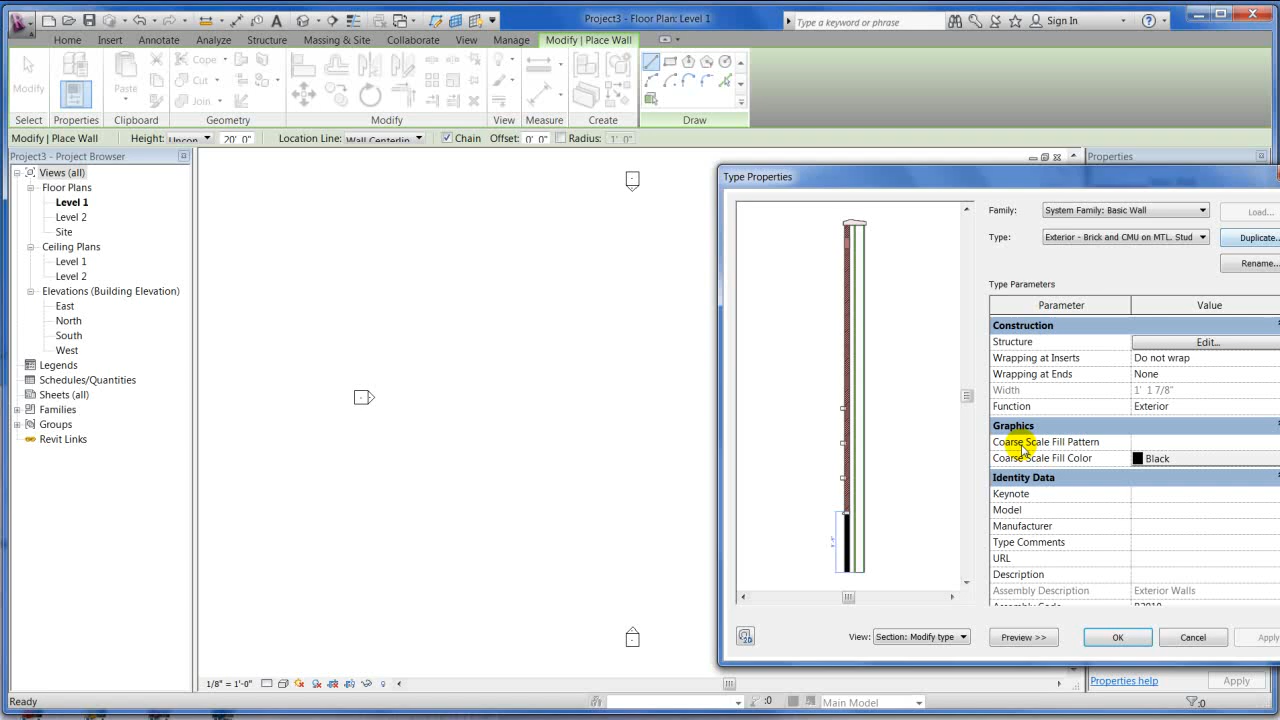 Project3 - Floor Plan: Level 1
Type a keyword or phrase
Sign In
Home Insert Annotate Analyze Structure Massing & Site Collaborate View Manage Modify | Place Wall
Cope
Cut
Join
Modify
Paste
Select Properties Clipboard Geometry Modify View Measure Create Draw
Modify | Place Wall Height: Uncon 20' 0" Location Line: Wall Centerlin Chain Offset: 0' 0" Radius: 1' 0"
Project3 - Project Browser
Properties
Views (all)
Floor Plans
Level 1
Level 2
Site
Ceiling Plans
Level 1
Level 2
Elevations (Building Elevation)
East
North
South
West
Legends
Schedules/Quantities
Sheets (all)
Families
Groups
Revit Links
Type Properties
Family: System Family: Basic Wall Load...
Type: Exterior - Brick and CMU on MTL. Stud Duplicate...
Rename...
Type Parameters
Parameter Value
Construction
Structure Edit...
Wrapping at Inserts Do not wrap
Wrapping at Ends None
Width 1' 1 7/8"
Function Exterior
Graphics
Coarse Scale Fill Pattern
Coarse Scale Fill Color Black
Identity Data
Keynote
Model
Manufacturer
Type Comments
URL
Description
Assembly Description Exterior Walls
Assembly Code B2010
View: Section: Modify type Preview >> OK Cancel Apply
1/8" = 1'-0"
Properties help Apply
Ready :0 Main Model :0